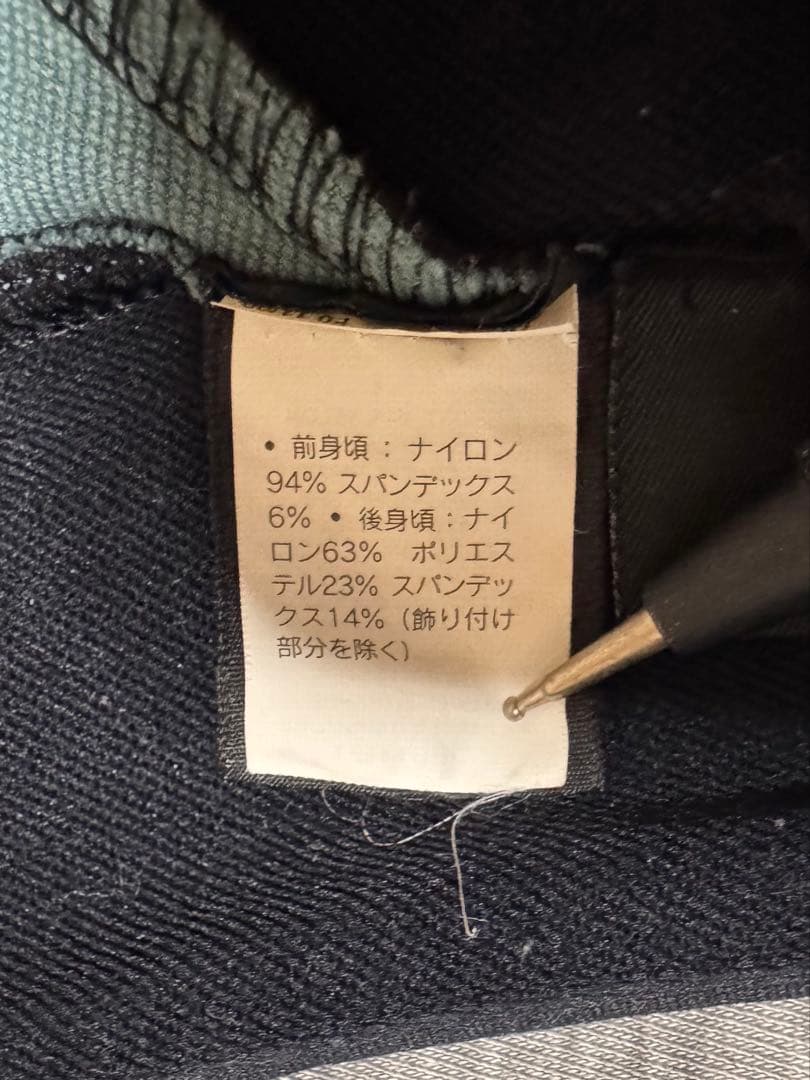 • 前身頃：ナイロン
94% スパンデックス
6% • 後身頃：ナイ
ロン63%　ポリエス
テル23% スパンデッ
クス14%（飾り付け
部分を除く）